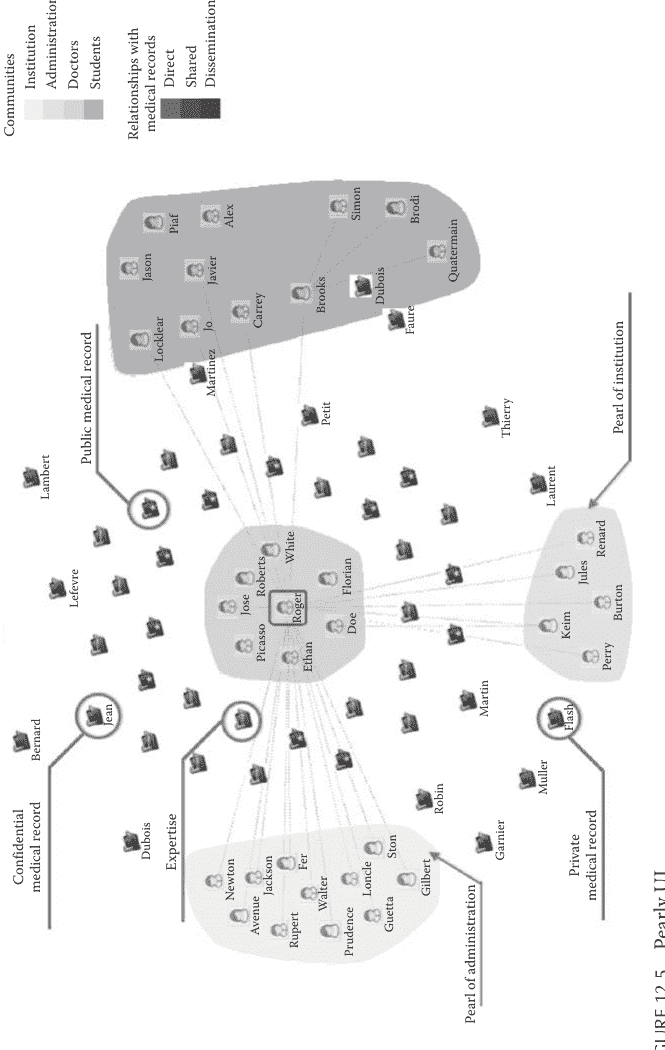 Communities
Institution
Administration
Doctors
Students
Relationships with
medical records
Direct
Shared
Dissemination
Public medical record
Lambert
Lefevre
Bernard
Jean
Confidential
medical record
Dubois
Expertise
Piaf
Alex
Jason
Javier
Locklear
Jo
Carrey
Martinez
Simon
Brodi
Brooks
Dubois
Quatermain
Faure
Petit
Thierry
Laurent
Pearl of institution
White
Roberts
Jose
Roger
Florian
Picasso
Ethan
Doe
Renard
Jules
Burton
Keim
Perry
Martin
Robin
Flash
Muller
Garnier
Private
medical record
Newton
Jackson
Avenue
Fer
Rupert
Walter
Prudence
Loncle
Ston
Guetta
Gilbert
Pearl of administration
GURE 12.5 Pearly UI